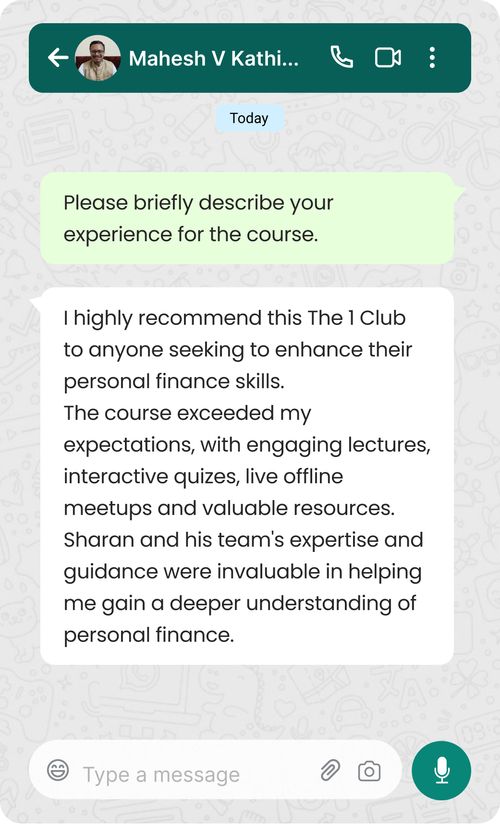 Mahesh V Kathi...
Today
Please briefly describe your
experience for the course.
I highly recommend this The 1 Club
to anyone seeking to enhance their
personal finance skills.
The course exceeded my
expectations, with engaging lectures,
interactive quizes, live offline
meetups and valuable resources.
Sharan and his team's expertise and
guidance were invaluable in helping
me gain a deeper understanding of
personal finance.
Type a message